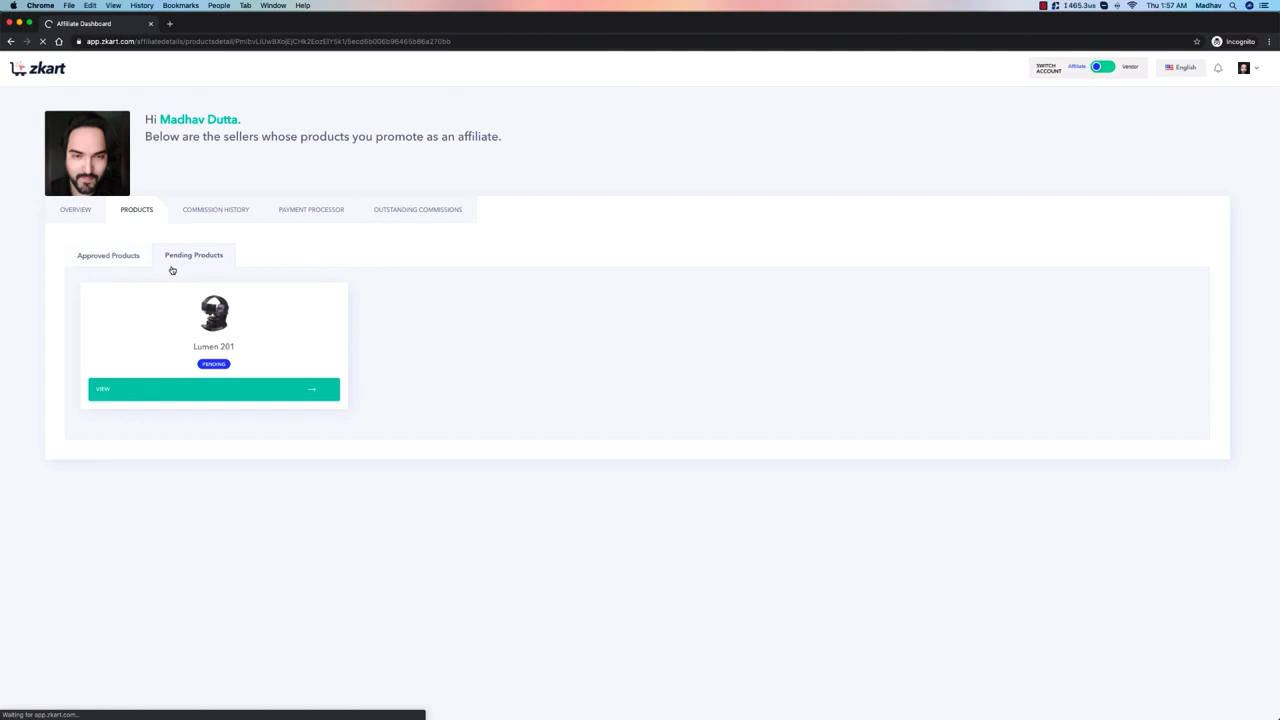 Chrome File Edit View History Bookmarks People Tab Window Help
Thu 1:57 AM Madhav
Affiliate Dashboard
Incognito
zkart
SWITCH ACCOUNT Affiliate Vendor English
Hi Madhav Dutta.
Below are the sellers whose products you promote as an affiliate.
OVERVIEW PRODUCTS COMMISSION HISTORY PAYMENT PROCESSOR OUTSTANDING COMMISSIONS
Approved Products Pending Products
Lumen 201
PENDING
VIEW
Waiting for app.zkart.com...